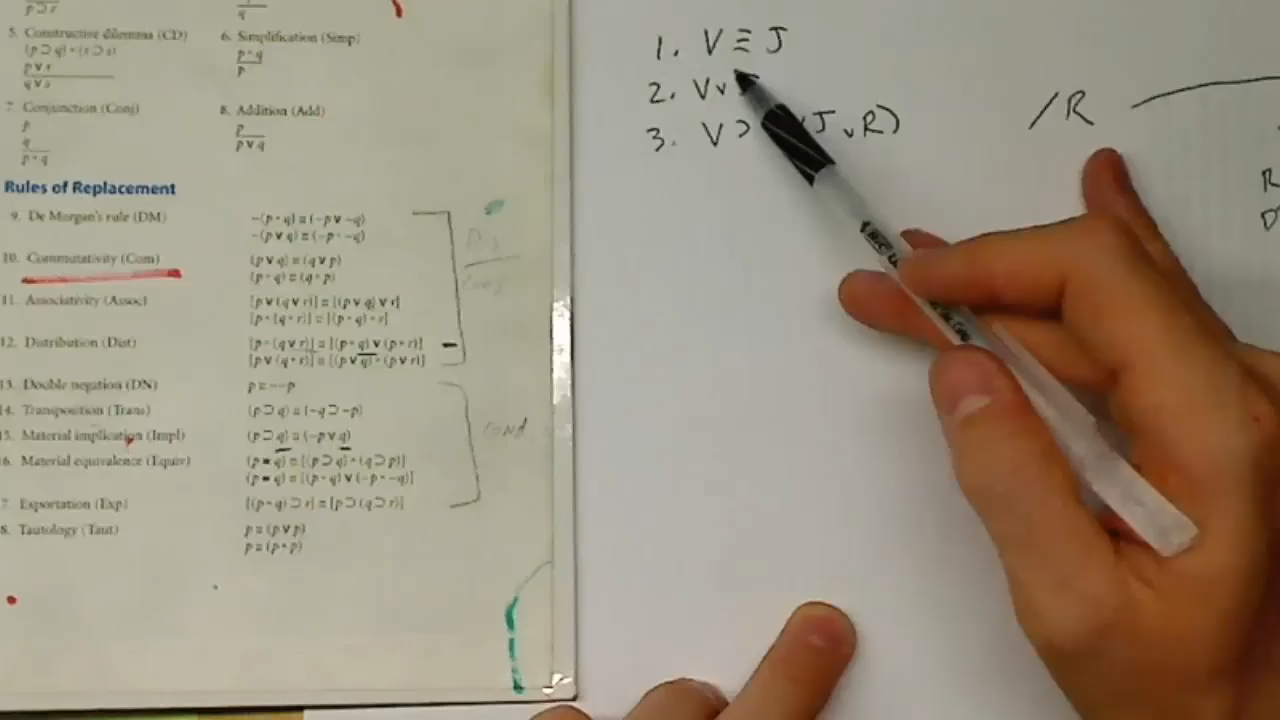 p ⊃ r
q
5. Constructive dilemma (CD)
(p ⊃ q) • (r ⊃ s)
p v r
q v s
6. Simplification (Simp)
p • q
p
7. Conjunction (Conj)
p
q
p • q
8. Addition (Add)
p
p v q
Rules of Replacement
9. De Morgan's rule (DM) ~(p • q) ≡ (~p v ~q)
~(p v q) ≡ (~p • ~q)
10. Commutativity (Com) (p v q) ≡ (q v p)
(p • q) ≡ (q • p)
11. Associativity (Assoc) [p v (q v r)] ≡ [(p v q) v r]
[p • (q • r)] ≡ [(p • q) • r]
12. Distribution (Dist) [p • (q v r)] ≡ [(p • q) v (p • r)]
[p v (q • r)] ≡ [(p v q) • (p v r)]
13. Double negation (DN) p ≡ ~~p
14. Transposition (Trans) (p ⊃ q) ≡ (~q ⊃ ~p)
15. Material implication (Impl) (p ⊃ q) ≡ (~p v q)
6. Material equivalence (Equiv) (p ≡ q) ≡ [(p ⊃ q) • (q ⊃ p)]
(p ≡ q) ≡ [(p • q) v (~p • ~q)]
7. Exportation (Exp) [(p • q) ⊃ r] ≡ [p ⊃ (q ⊃ r)]
8. Tautology (Taut) p ≡ (p v p)
p ≡ (p • p)
Cond
1. V ≡ J
2. V v
3. V ⊃ (J v R) /R
R
D